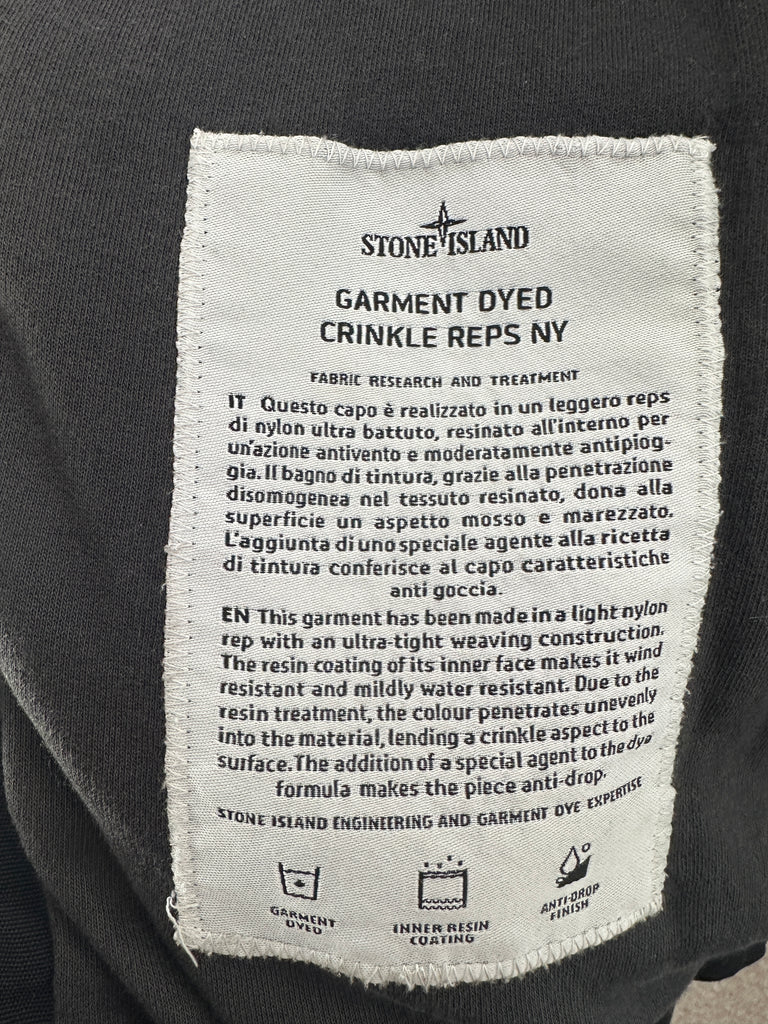 STONE ISLAND
GARMENT DYED
CRINKLE REPS NY
FABRIC RESEARCH AND TREATMENT
IT Questo capo è realizzato in un leggero reps
di nylon ultra battuto, resinato all'interno per
un'azione antivento e moderatamente antipiog-
gia. Il bagno di tintura, grazie alla penetrazione
disomogenea nel tessuto resinato, dona alla
superficie un aspetto mosso e marezzato.
L'aggiunta di uno speciale agente alla ricetta
di tintura conferisce al capo caratteristiche
anti goccia.
EN This garment has been made in a light nylon
rep with an ultra-tight weaving construction.
The resin coating of its inner face makes it wind
resistant and mildly water resistant. Due to the
resin treatment, the colour penetrates unevenly
into the material, lending a crinkle aspect to the
surface. The addition of a special agent to the dye
formula makes the piece anti-drop.
STONE ISLAND ENGINEERING AND GARMENT DYE EXPERTISE
GARMENT
DYED
INNER RESIN
COATING
ANTI-DROP
FINISH